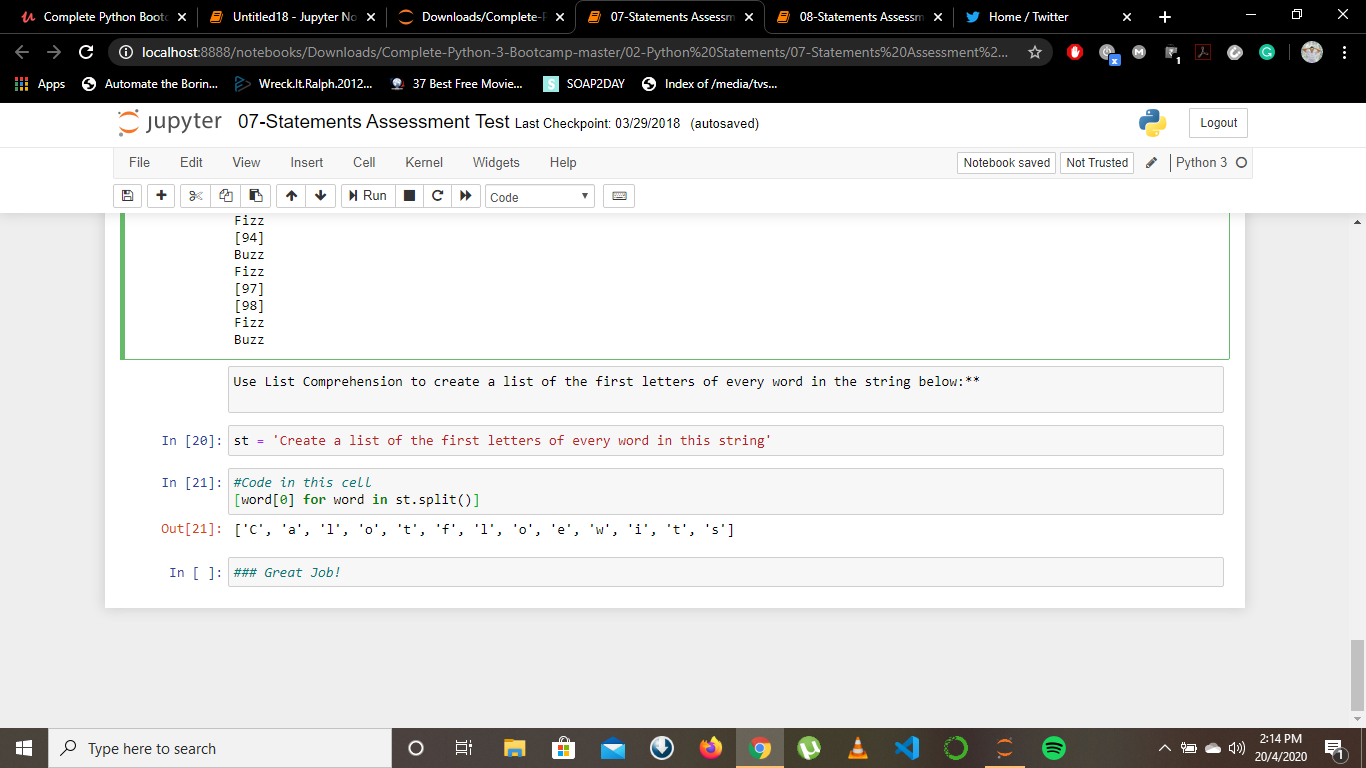 Complete Python Bootc
Untitled18 - Jupyter No
Downloads/Complete-P
07-Statements Assessm
08-Statements Assessm
Home / Twitter
localhost:8888/notebooks/Downloads/Complete-Python-3-Bootcamp-master/02-Python%20Statements/07-Statements%20Assessment%2...
Apps
Automate the Borin...
Wreck.It.Ralph.2012...
37 Best Free Movie...
SOAP2DAY
Index of /media/tvs...
jupyter 07-Statements Assessment Test Last Checkpoint: 03/29/2018 (autosaved)
Logout
File Edit View Insert Cell Kernel Widgets Help
Notebook saved Not Trusted Python 3
Run Code
Fizz
[94]
Buzz
Fizz
[97]
[98]
Fizz
Buzz
Use List Comprehension to create a list of the first letters of every word in the string below:**
In [20]: st = 'Create a list of the first letters of every word in this string'
In [21]: #Code in this cell
[word[0] for word in st.split()]
Out[21]: ['C', 'a', 'l', 'o', 't', 'f', 'l', 'o', 'e', 'w', 'i', 't', 's']
In [ ]: ### Great Job!
Type here to search
2:14 PM
20/4/2020
1